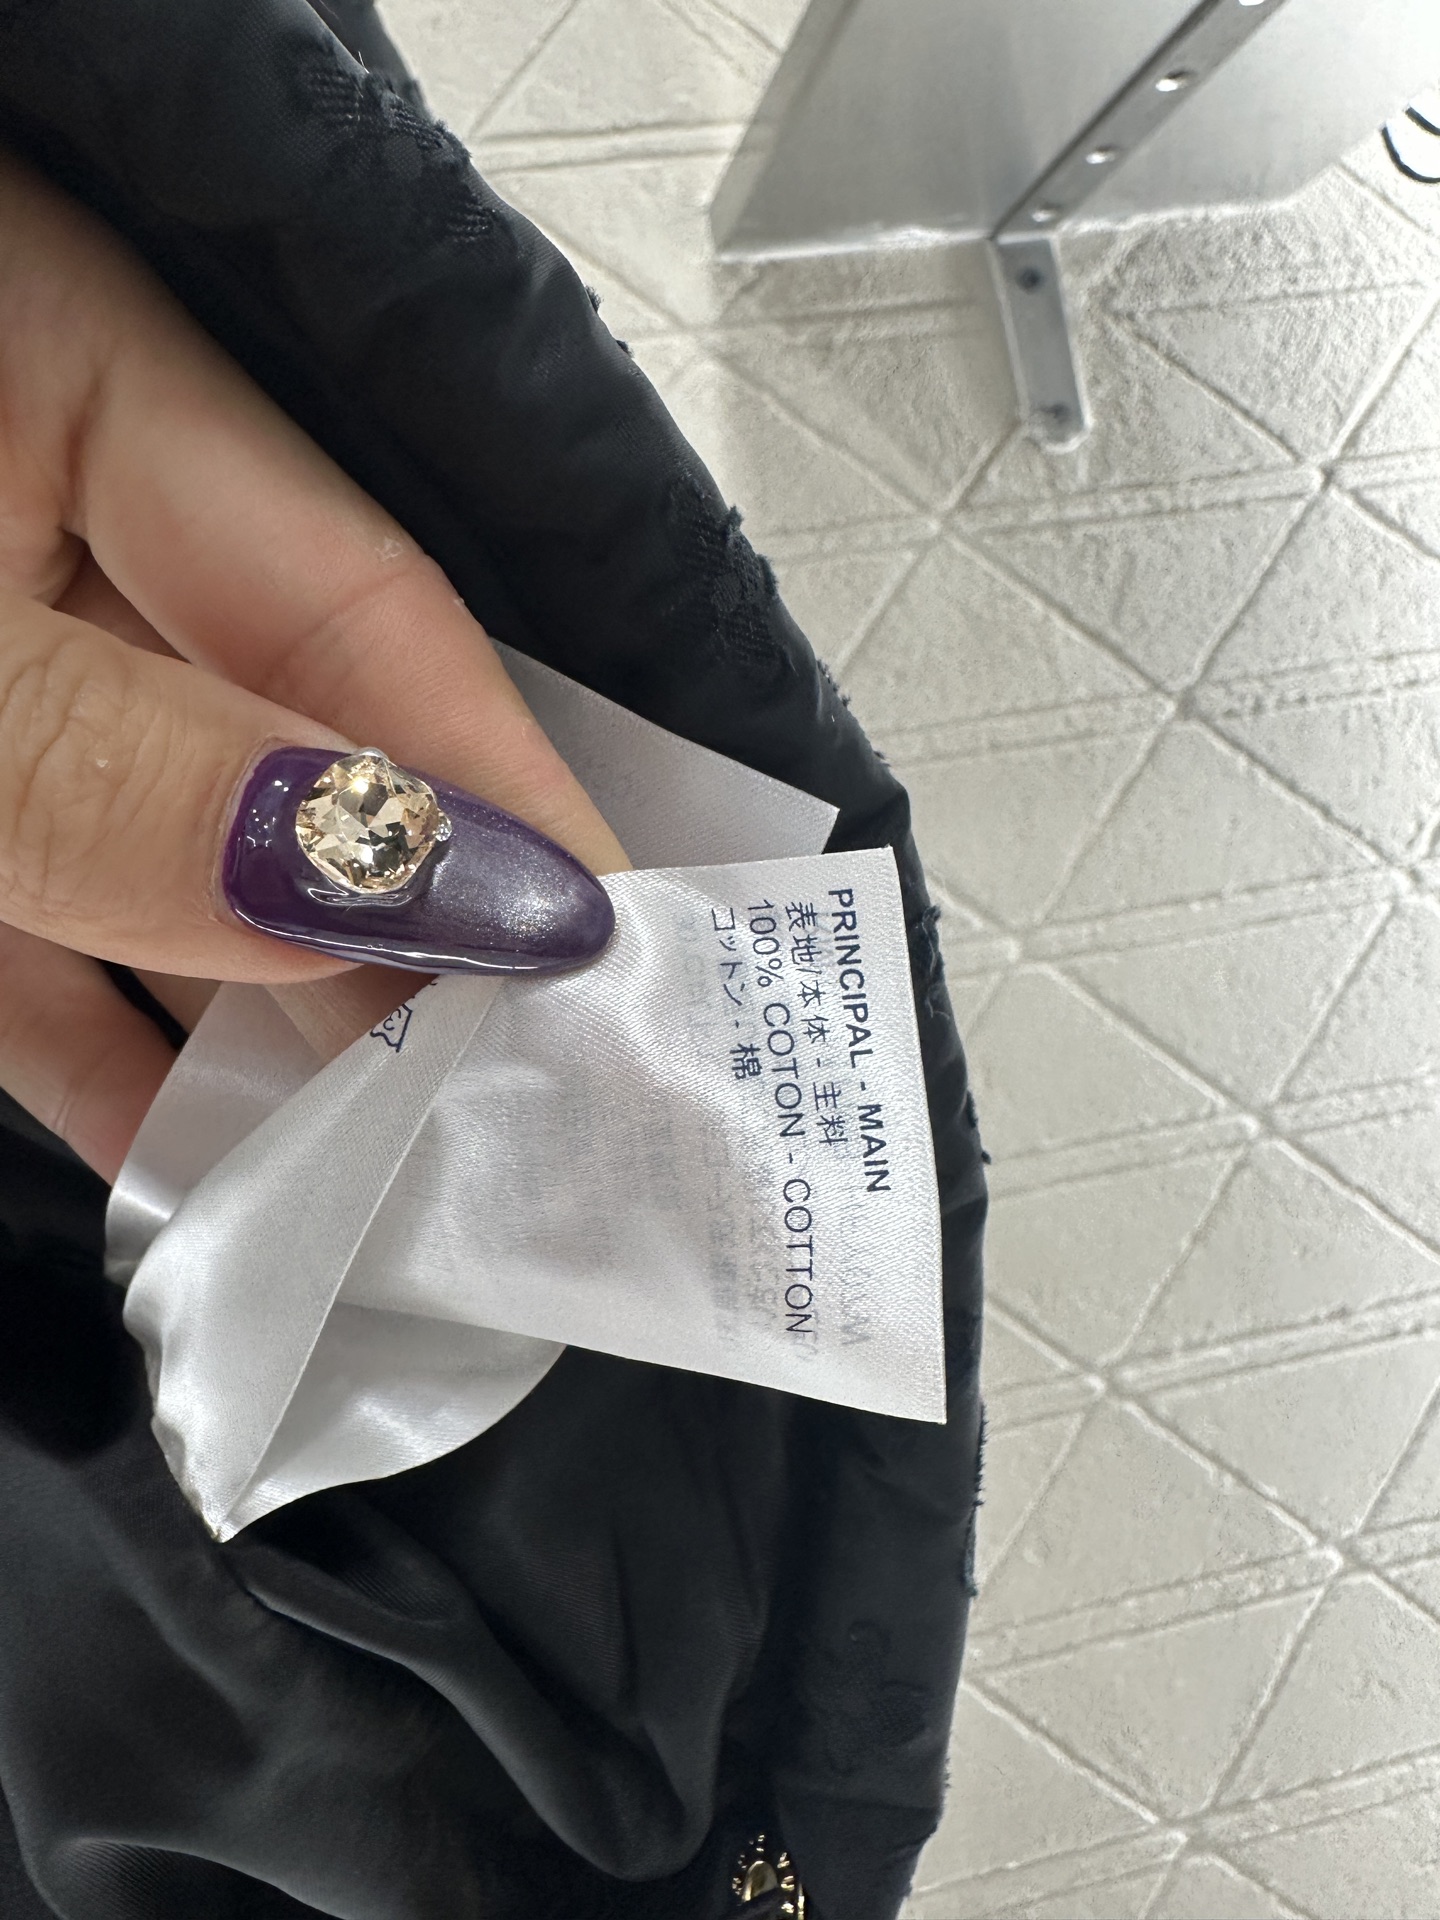 PRINCIPAL - MAIN
表地/本体 - 主料
100% COTON - COTTON
コットン - 棉